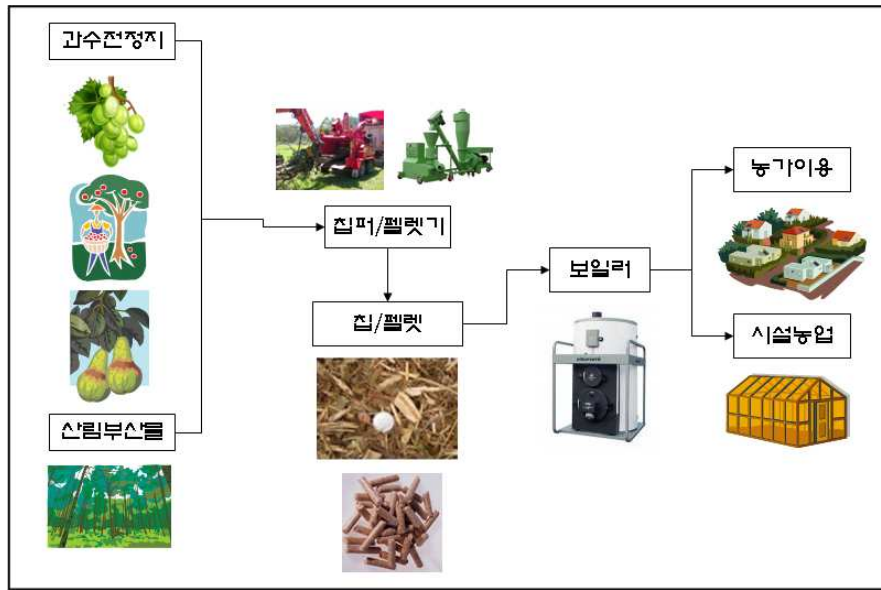 과수전정지
칩퍼/펠렛기
칩/펠렛
산림부산물
보일러
농가이용
시설농업